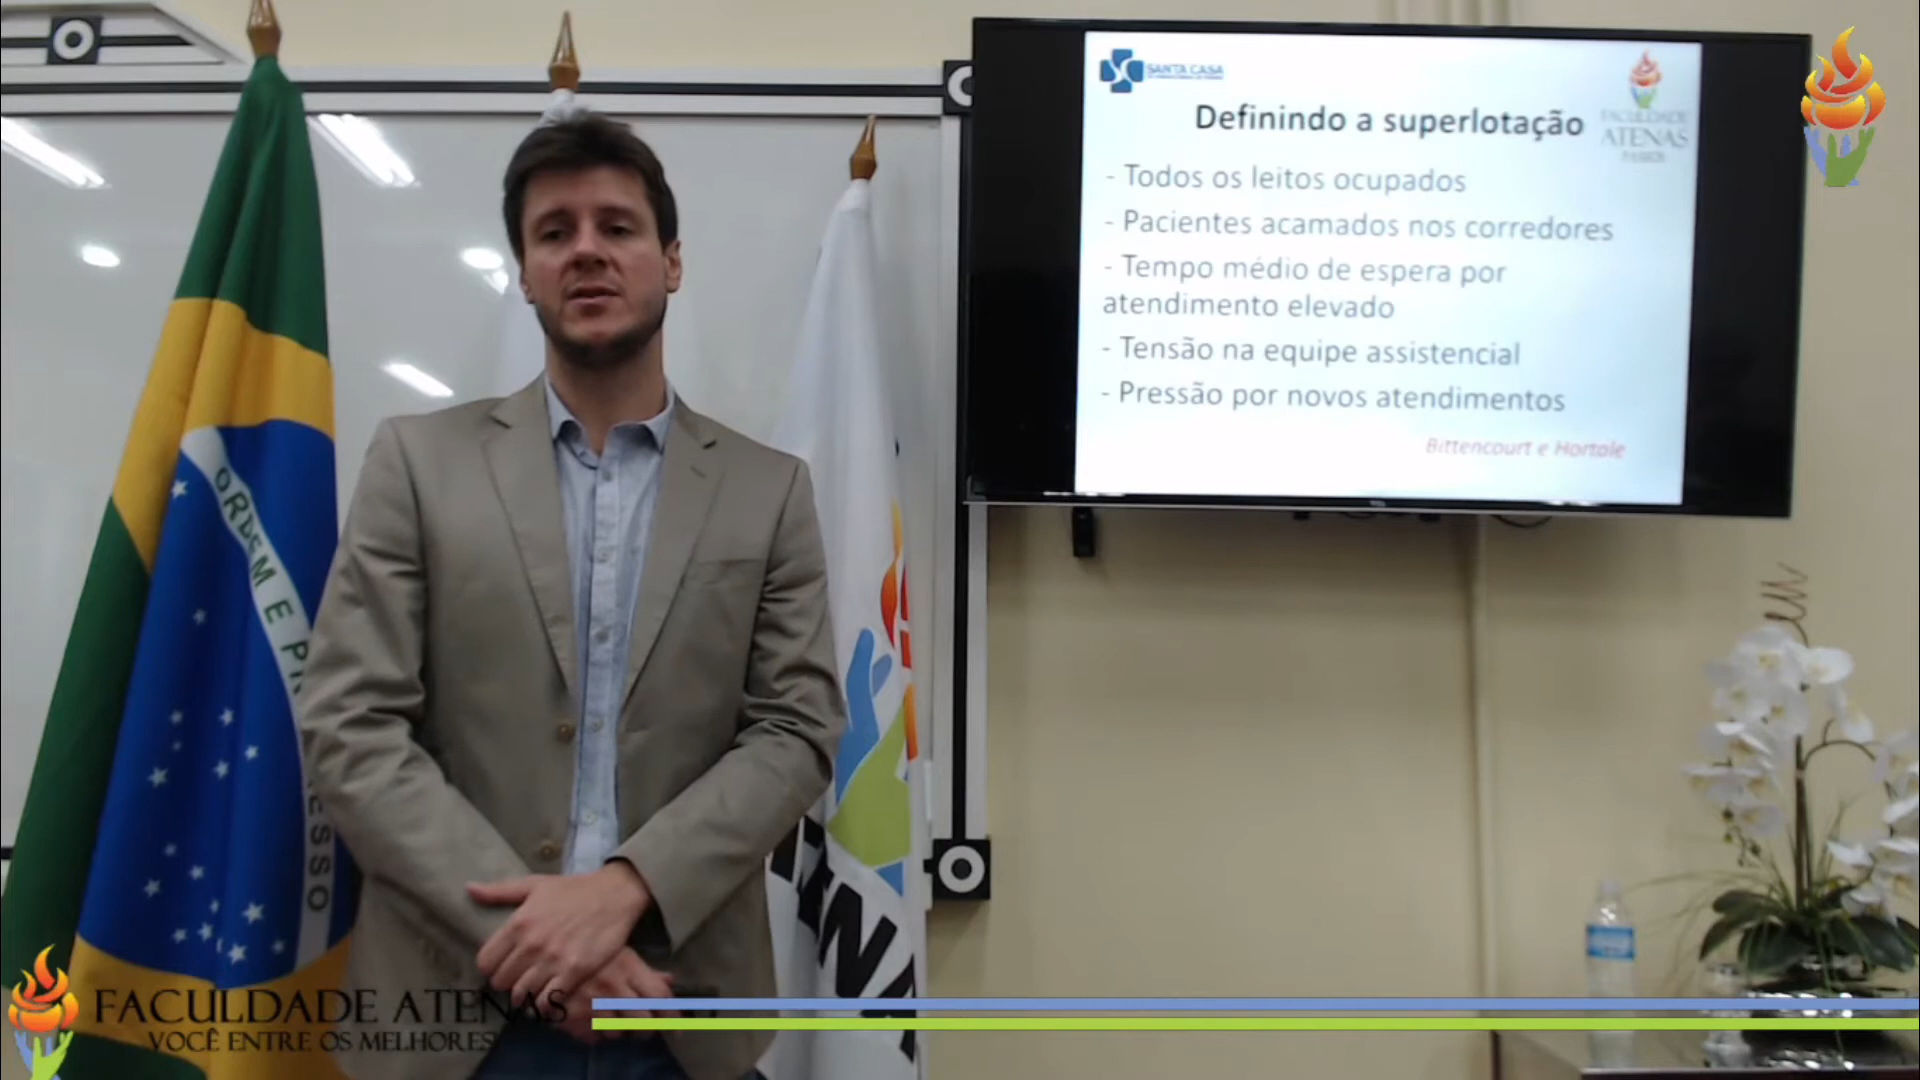 SANTA CASA
FACULDADE
ATENAS
Definindo a superlotação
- Todos os leitos ocupados
- Pacientes acamados nos corredores
- Tempo médio de espera por
atendimento elevado
- Tensão na equipe assistencial
- Pressão por novos atendimentos
Bittencourt e Hortale
ORDEM E PR
ESSO
FACULDADE ATENAS
VOCÊ ENTRE OS MELHORES